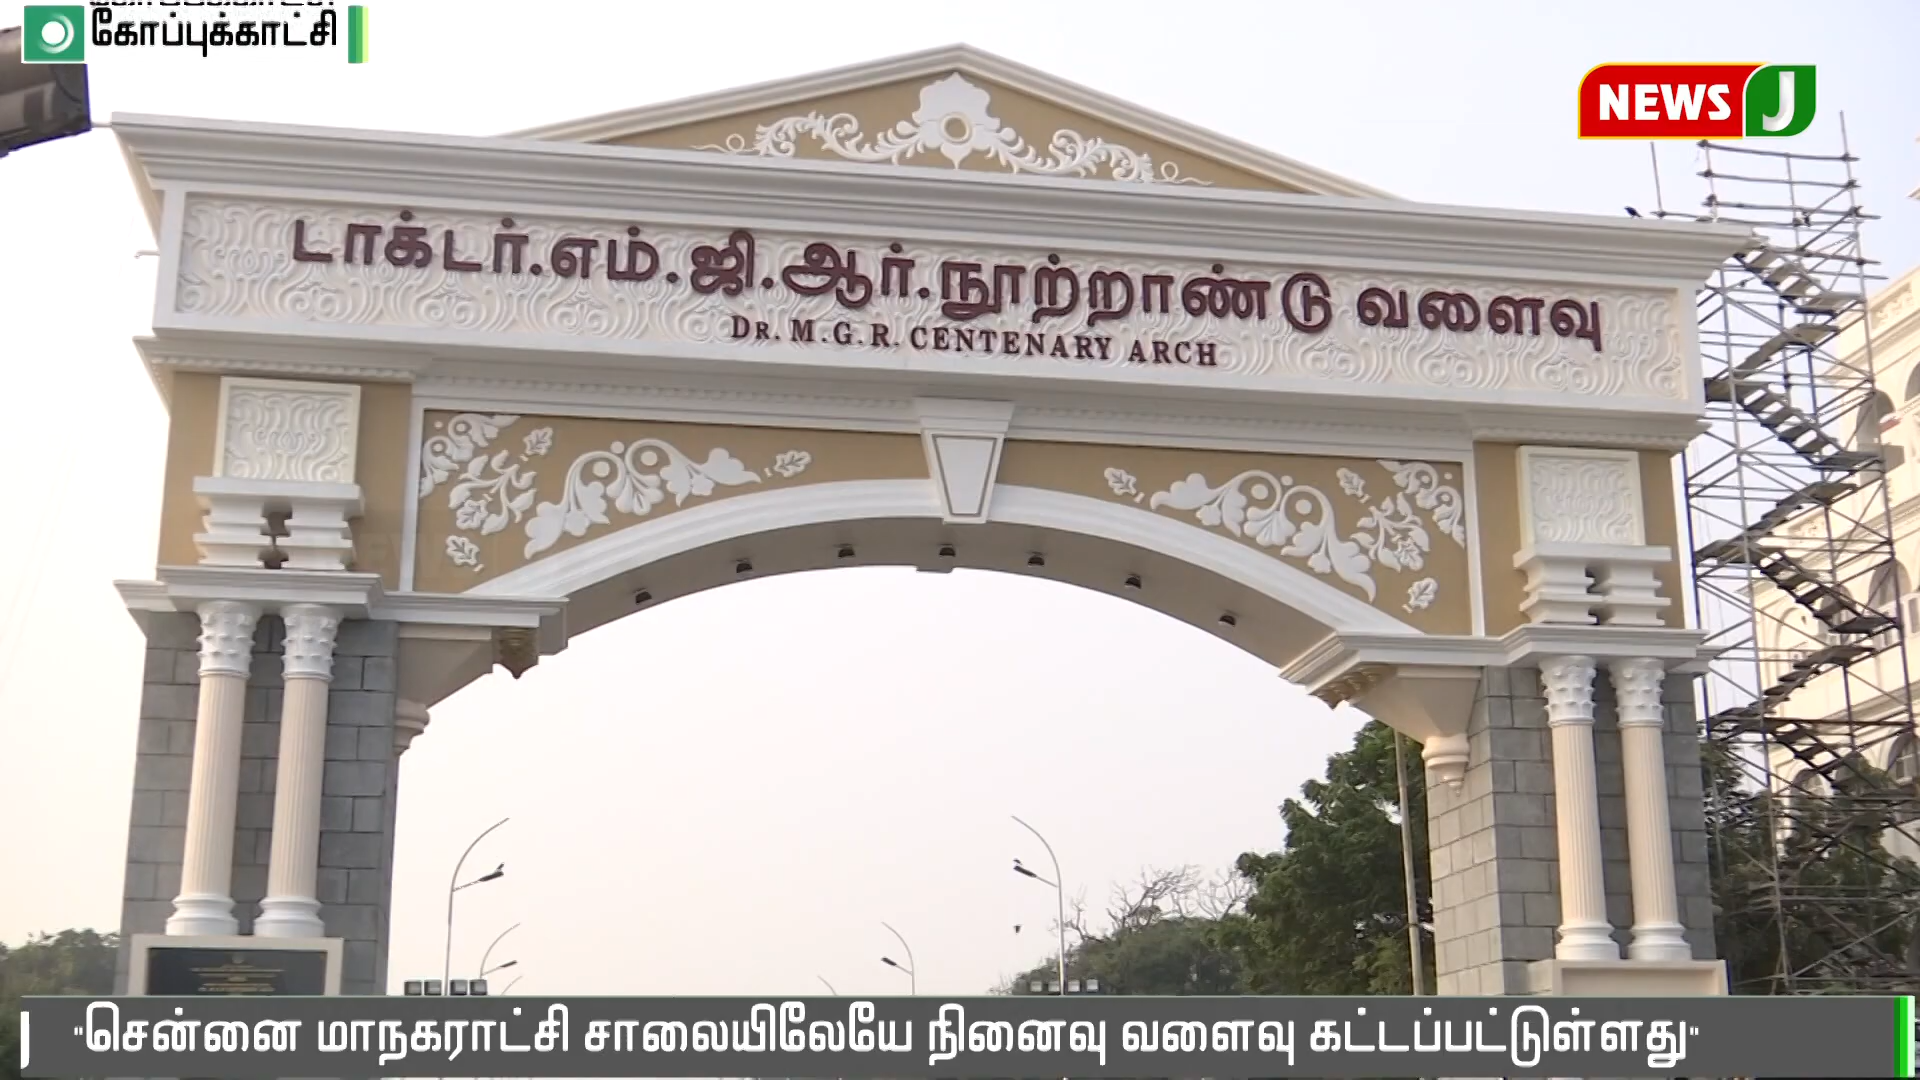 கோப்புக்காட்சி
NEWS J
டாக்டர்.எம்.ஜி.ஆர்.நூற்றாண்டு வளைவு
DR. M.G.R. CENTENARY ARCH
"சென்னை மாநகராட்சி சாலையிலேயே நினைவு வளைவு கட்டப்பட்டுள்ளது"